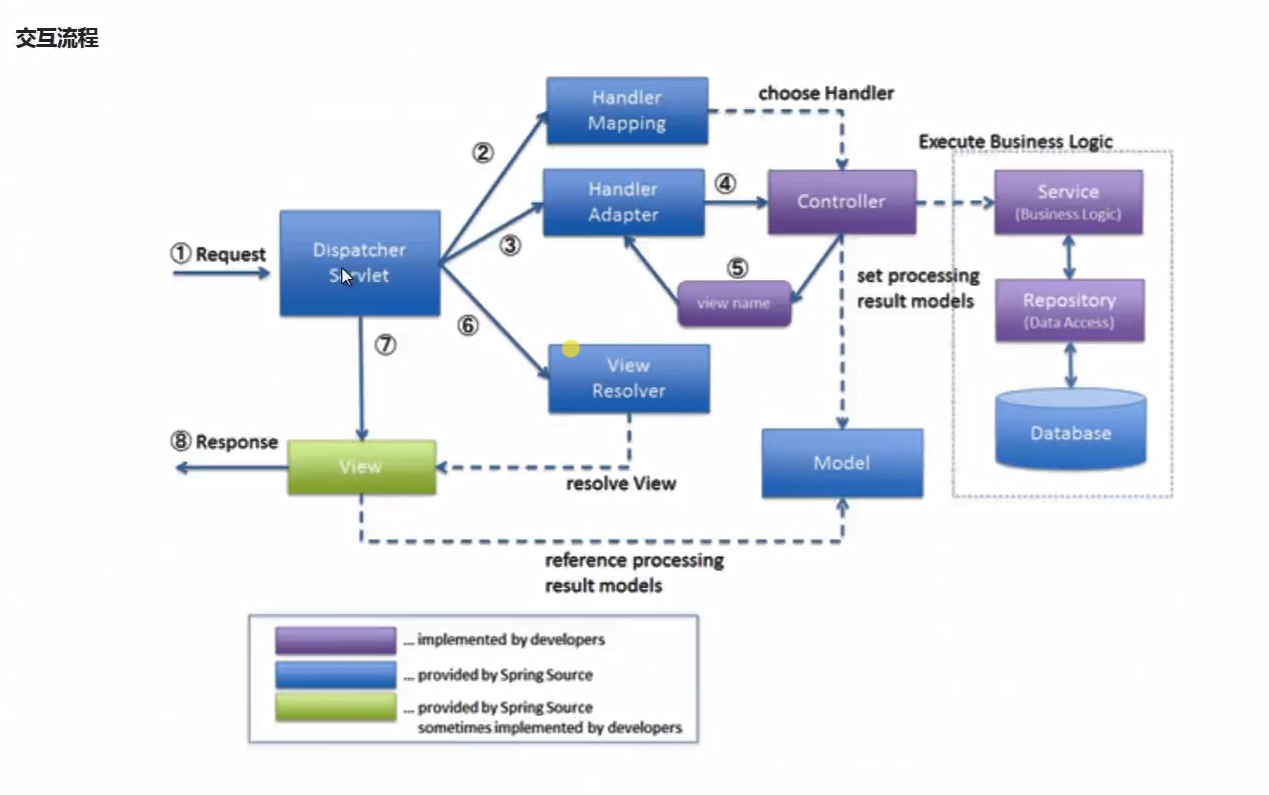 交互流程
Handler
Mapping
choose Handler
②
Execute Business Logic
Handler
Adapter
④
Controller
Service
(Business Logic)
① Request
Dispatcher
Servlet
③
⑤
view name
set processing
result models
Repository
(Data Access)
⑥
⑦
View
Resolver
Database
⑧ Response
View
resolve View
Model
reference processing
result models
... implemented by developers
... provided by Spring Source
... provided by Spring Source
sometimes implemented by developers